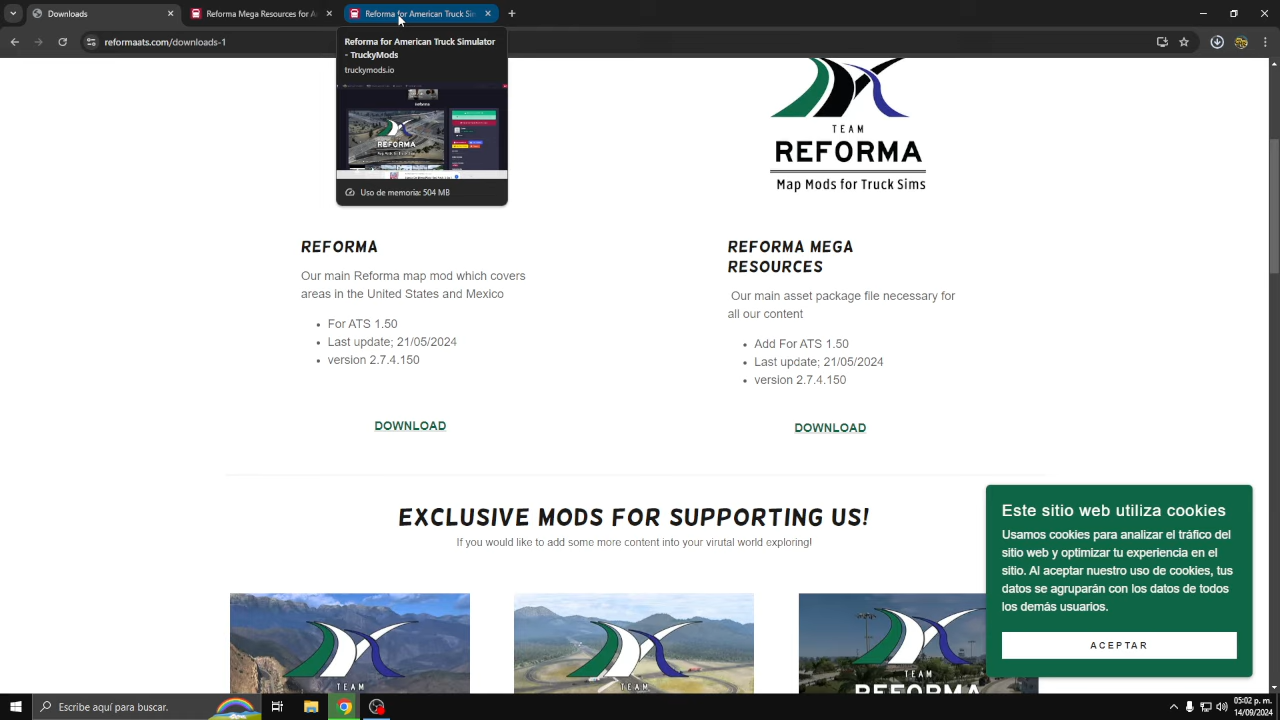 Downloads
Reforma Mega Resources for A
Reforma for American Truck Sim
reformaats.com/downloads-1
Reforma for American Truck Simulator
- TruckyMods
truckymods.io
Uso de memoria: 504 MB
TEAM
REFORMA
Map Mods for Truck Sims
REFORMA
Our main Reforma map mod which covers
areas in the United States and Mexico
For ATS 1.50
Last update; 21/05/2024
version 2.7.4.150
DOWNLOAD
REFORMA MEGA
RESOURCES
Our main asset package file necessary for
all our content
Add For ATS 1.50
Last update; 21/05/2024
version 2.7.4.150
DOWNLOAD
EXCLUSIVE MODS FOR SUPPORTING US!
If you would like to add some more content into your virutal world exploring!
TEAM
TEAM
TEAM
REFORMA
Este sitio web utiliza cookies
Usamos cookies para analizar el tráfico del
sitio web y optimizar tu experiencia en el
sitio. Al aceptar nuestro uso de cookies, tus
datos se agruparán con los datos de todos
los demás usuarios.
ACEPTAR
Escribe aquí para buscar.
05:02 p. m.
14/09/2024